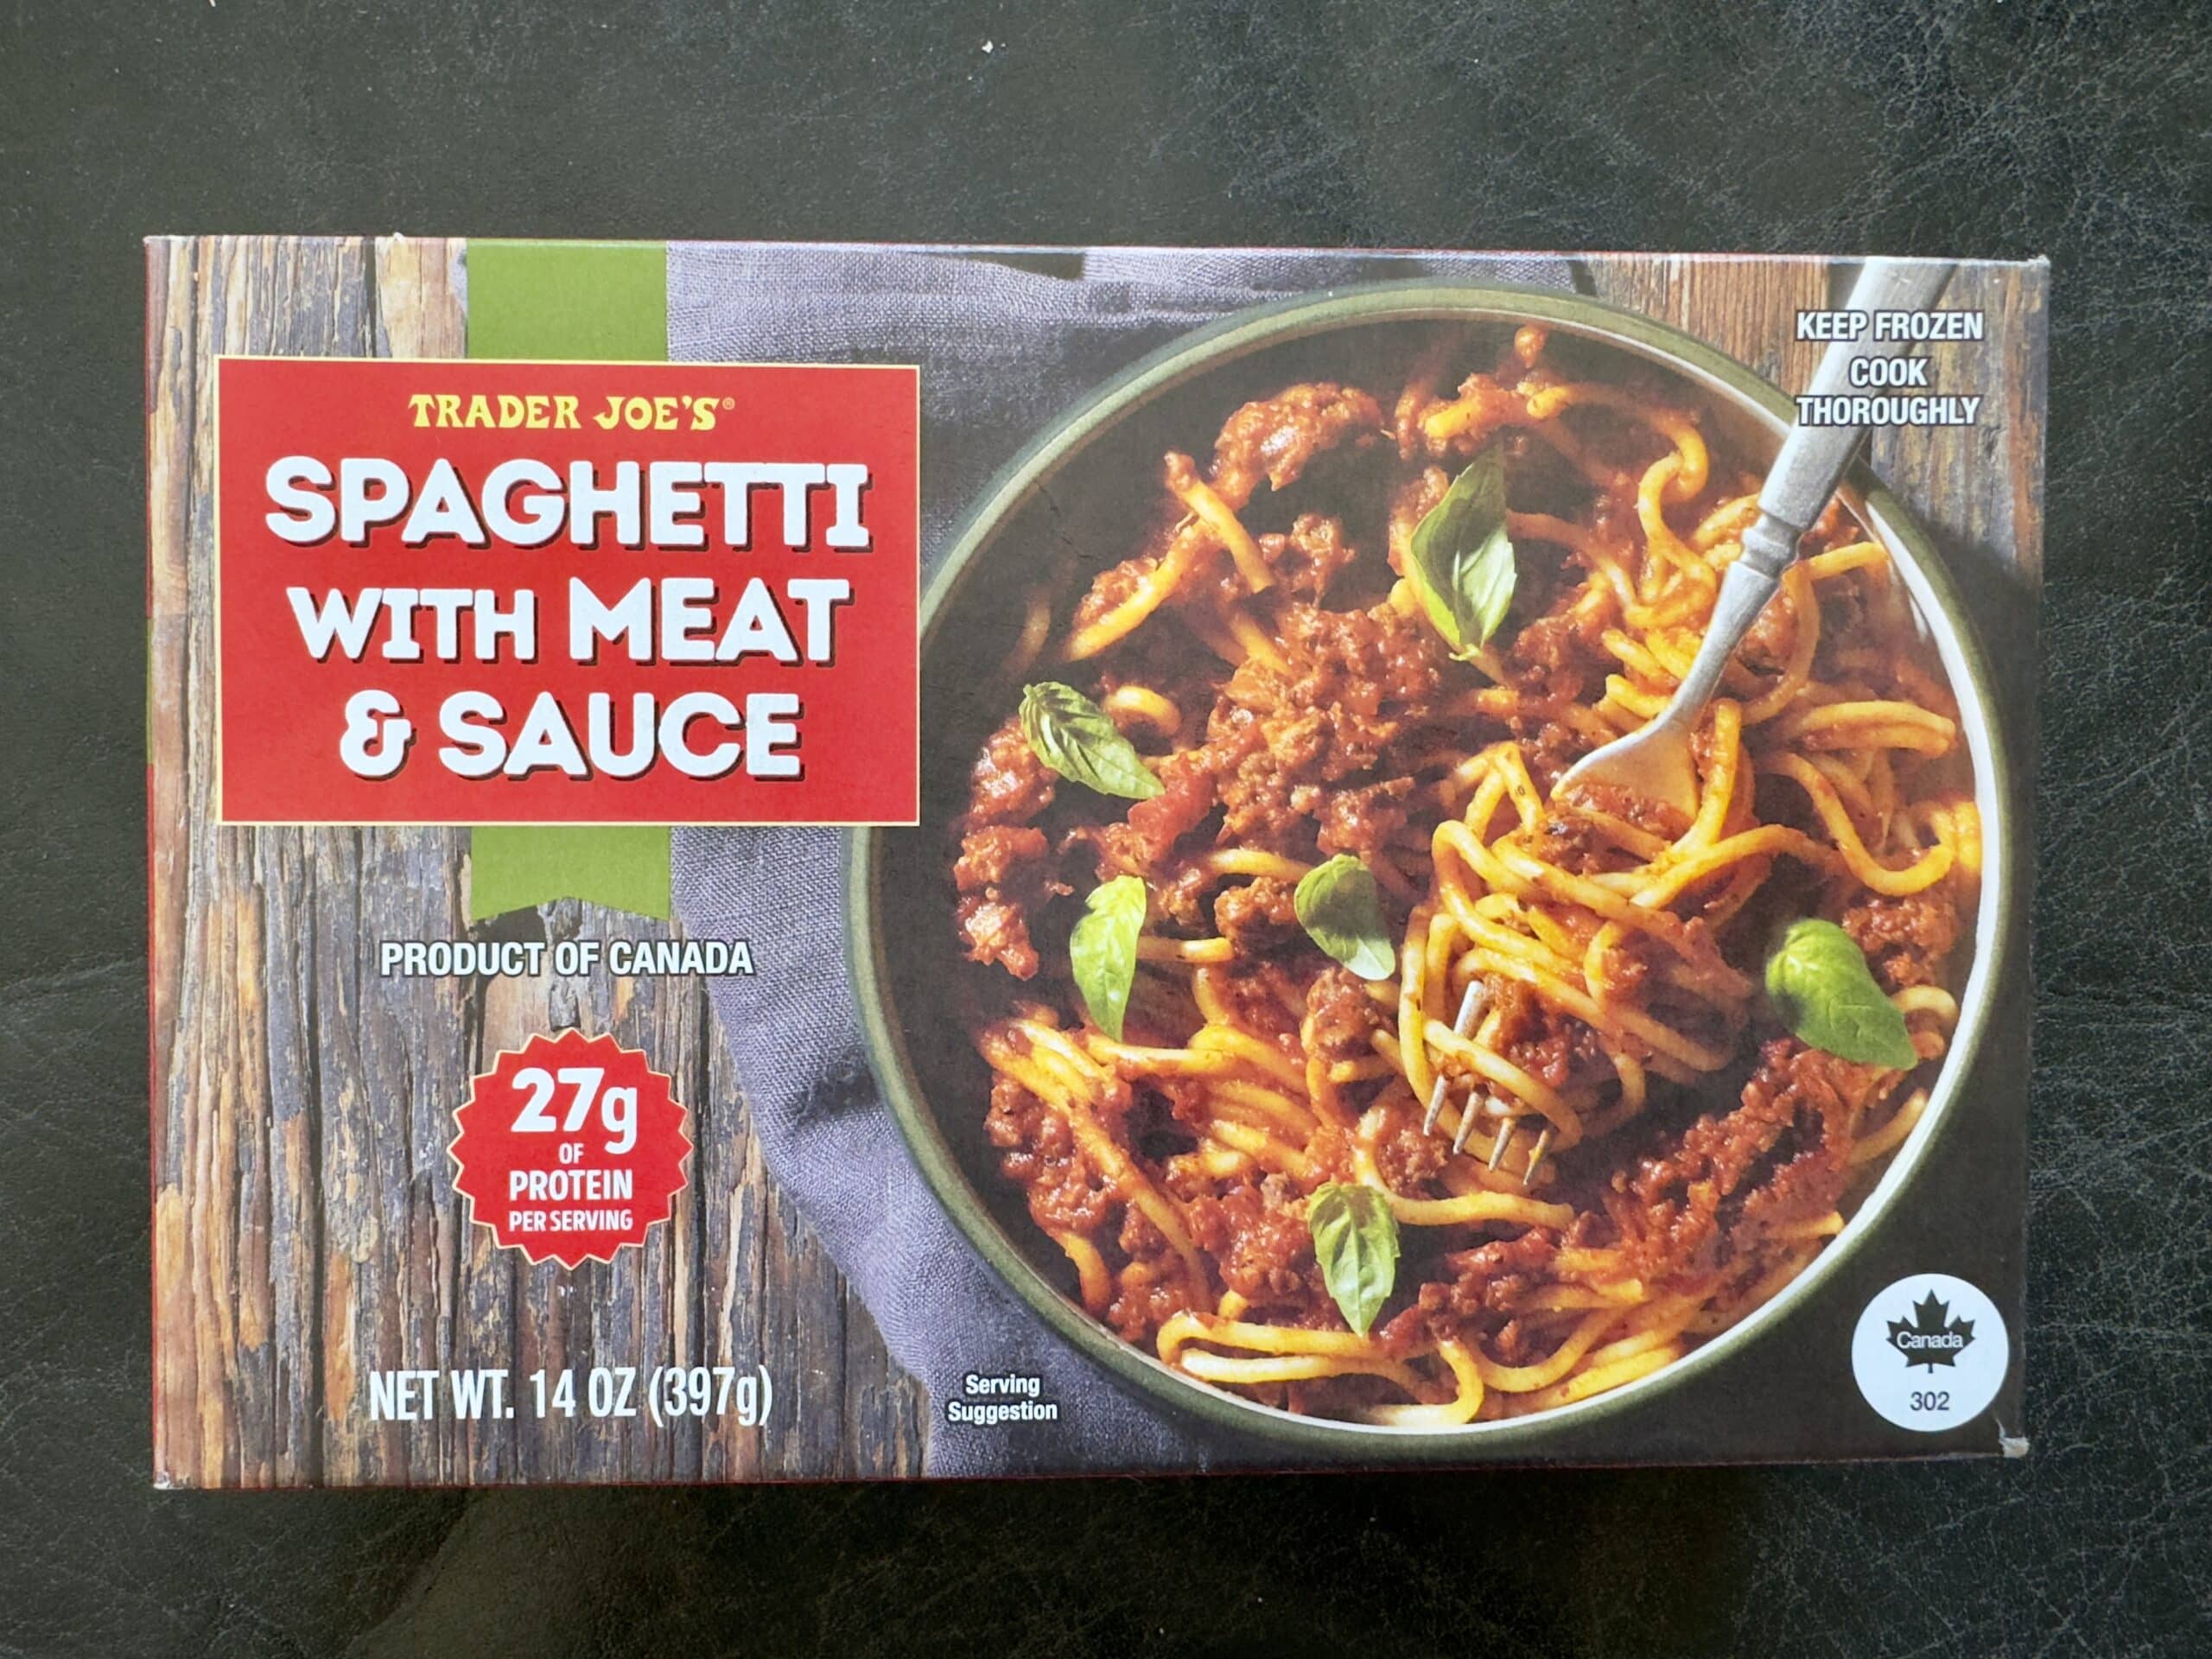 TRADER JOE'S®
SPAGHETTI
WITH MEAT
& SAUCE
PRODUCT OF CANADA
27g
OF
PROTEIN
PER SERVING
NET WT. 14 OZ (397g)
Serving
Suggestion
KEEP FROZEN
COOK
THOROUGHLY
Canada
302